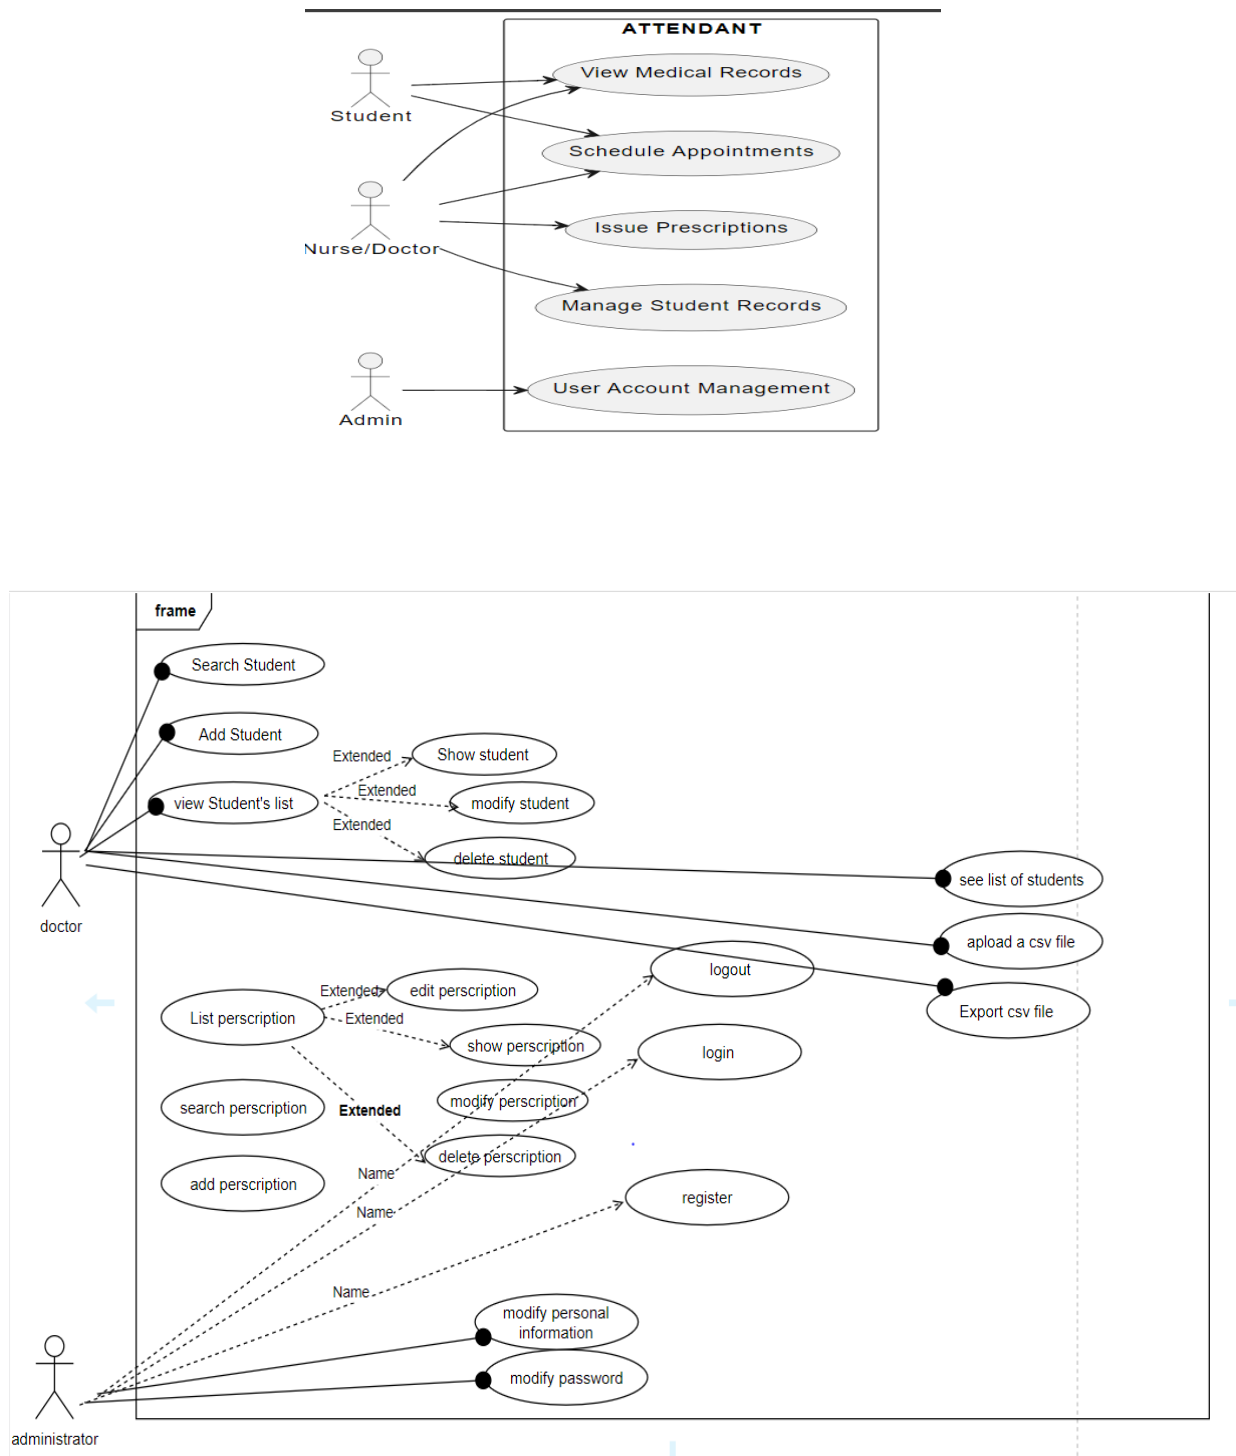 ATTENDANT
View Medical Records
Student
Schedule Appointments
Issue Prescriptions
Nurse/Doctor
Manage Student Records
User Account Management
Admin
frame
Search Student
Add Student
Extended
Show student
Extended
view Student's list
modify student
Extended
delete student
see list of students
doctor
apload a csv file
logout
Extended
edit perscription
List perscription
Extended
Export csv file
show perscription
login
search perscription
Extended
modify perscription
delete perscription
Name
add perscription
register
Name
Name
modify personal
information
modify password
administrator